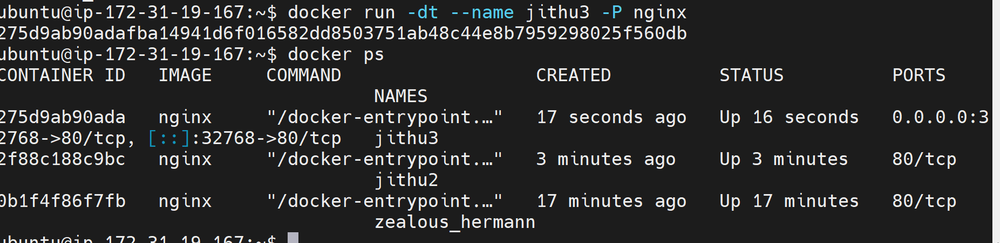 ubuntu@ip-172-31-19-167:~$ docker run -dt --name jithu3 -P nginx
275d9ab90adafba14941d6f016582dd8503751ab48c44e8b7959298025f560db
ubuntu@ip-172-31-19-167:~$ docker ps
CONTAINER ID   IMAGE     COMMAND                  CREATED          STATUS          PORTS
                                   NAMES
275d9ab90ada   nginx     "/docker-entrypoint.…"   17 seconds ago   Up 16 seconds   0.0.0.0:3
2768->80/tcp, [::]:32768->80/tcp   jithu3
2f88c188c9bc   nginx     "/docker-entrypoint.…"   3 minutes ago    Up 3 minutes    80/tcp
                                   jithu2
0b1f4f86f7fb   nginx     "/docker-entrypoint.…"   17 minutes ago   Up 17 minutes   80/tcp
                                   zealous_hermann
ubuntu@ip-172-31-19-167:~$